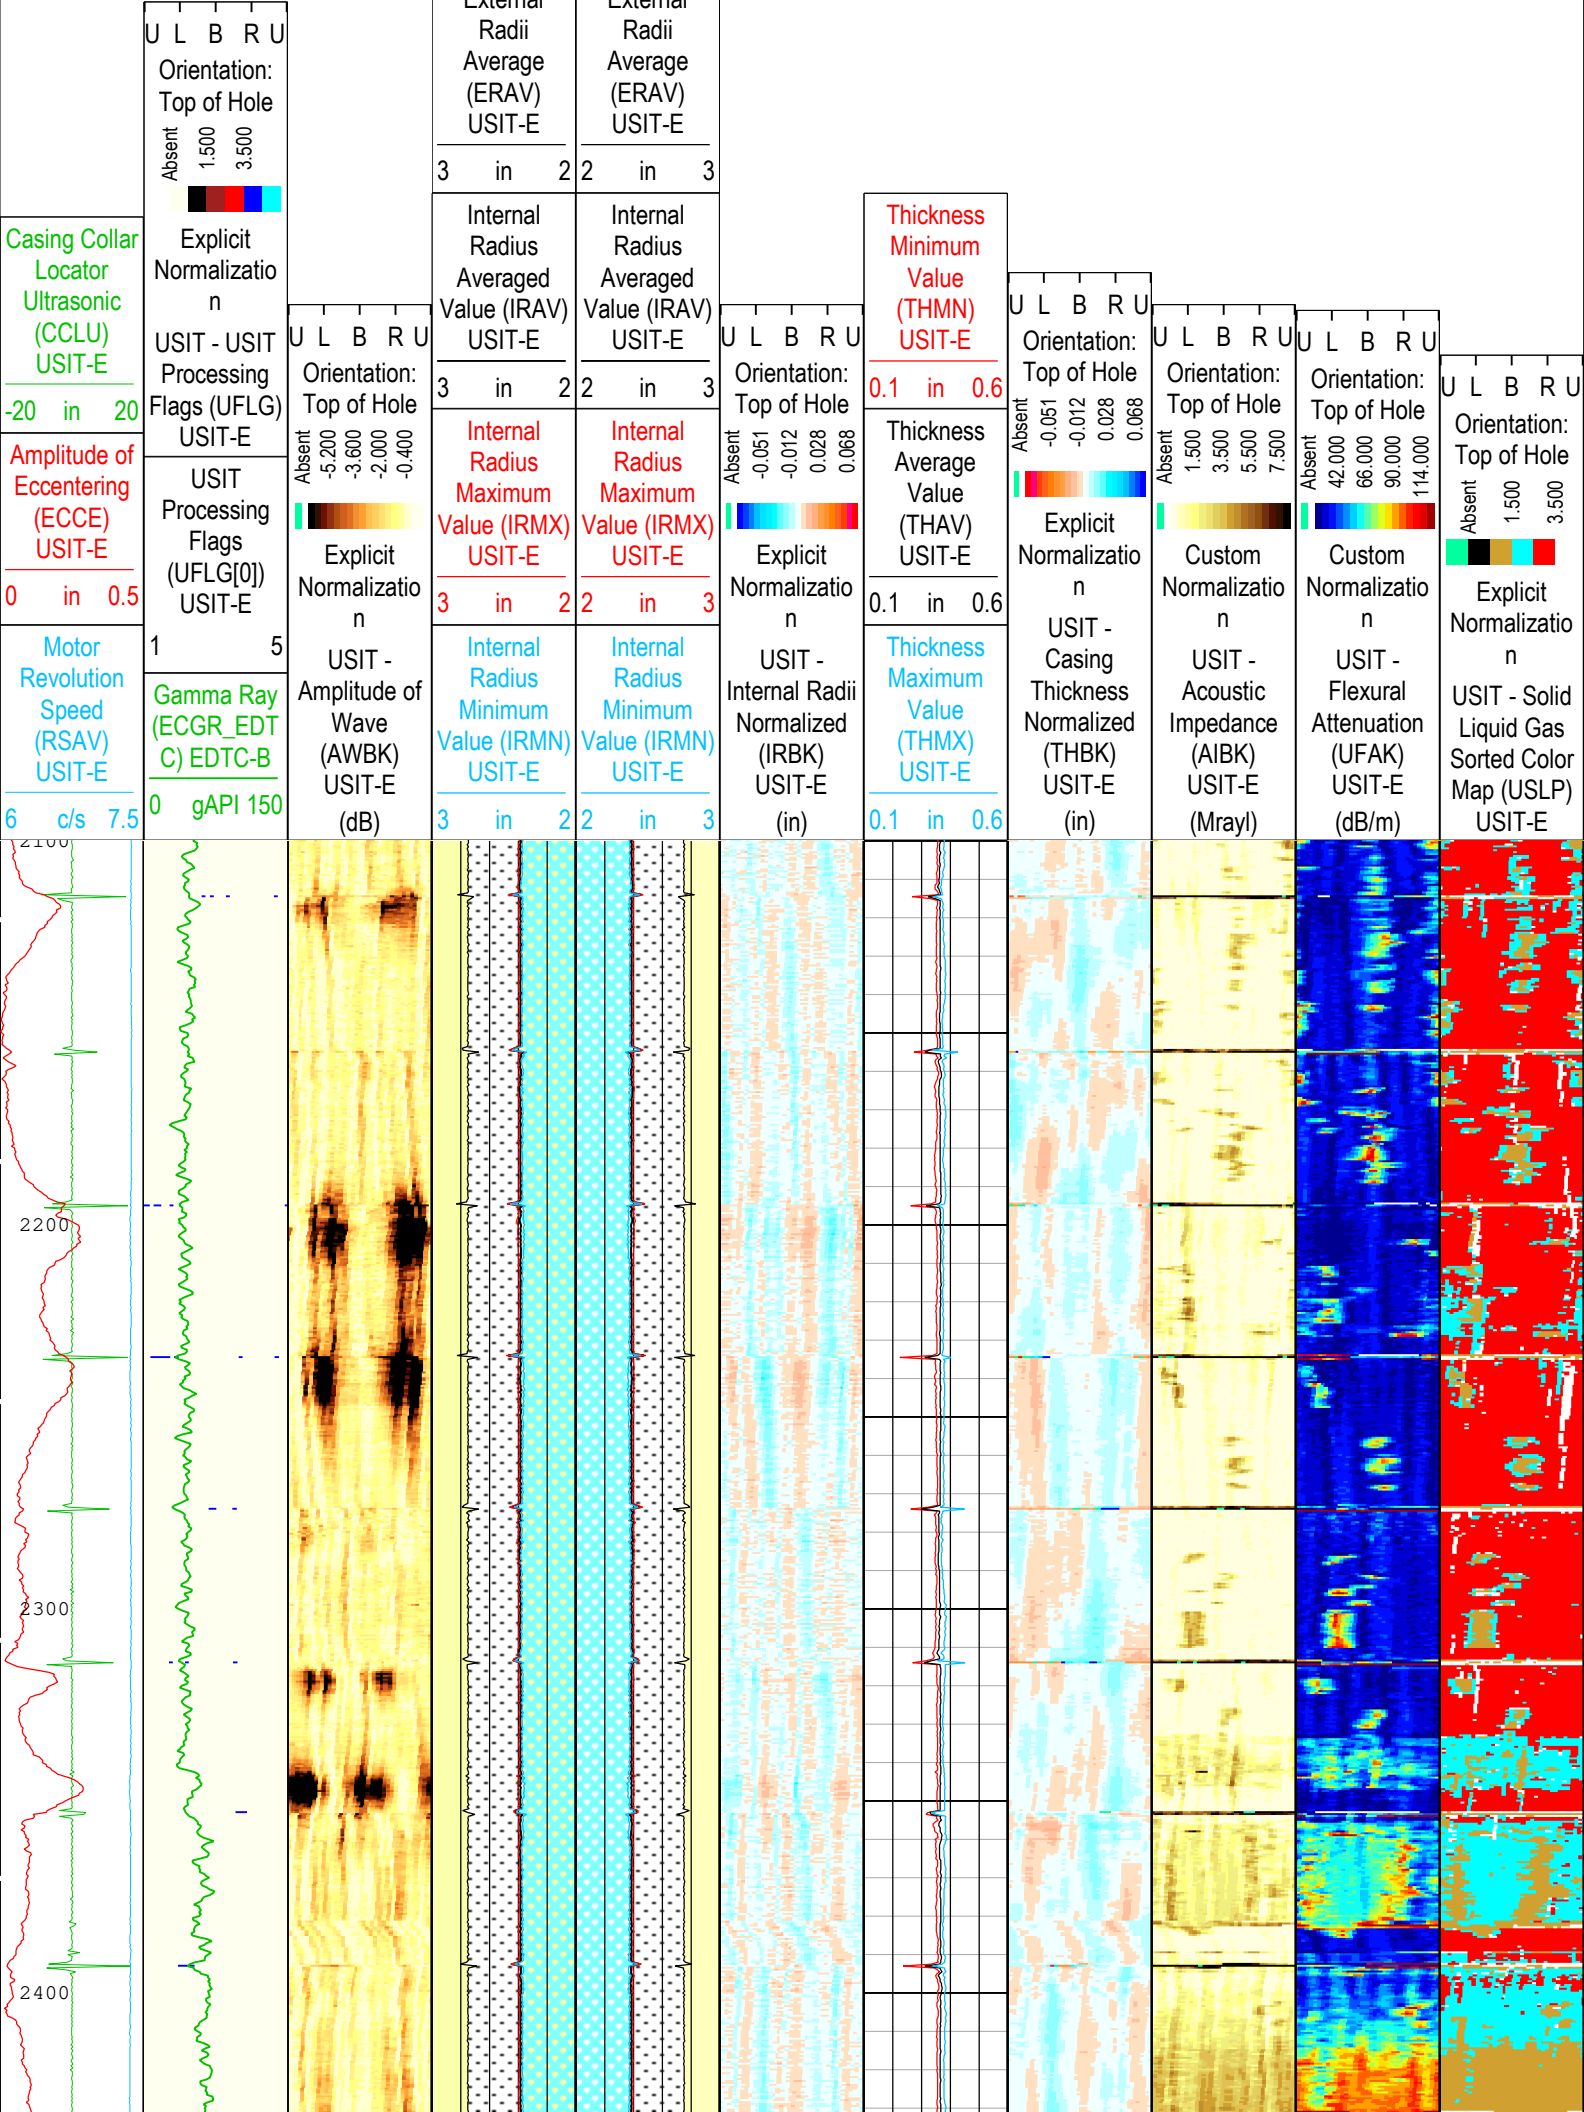 Casing Collar
Locator
Ultrasonic
(CCLU)
USIT-E
-20 in 20
Amplitude of
Eccentering
(ECCE)
USIT-E
0 in 0.5
Motor
Revolution
Speed
(RSAV)
USIT-E
6 c/s 7.5
U L B R U
Orientation:
Top of Hole
Absent
1.500
3.500
Explicit
Normalizatio
n
USIT - USIT
Processing
Flags (UFLG)
USIT-E
USIT
Processing
Flags
(UFLG[0])
USIT-E
1 5
Gamma Ray
(ECGR_EDT
C) EDTC-B
0 gAPI 150
U L B R U
Orientation:
Top of Hole
Absent
-5.200
-3.600
2.000
-0.400
Explicit
Normalizatio
n
USIT -
Amplitude of
Wave
(AWBK)
USIT-E
(dB)
External
Radii
Average
(ERAV)
USIT-E
3 in 2
Internal
Radius
Averaged
Value (IRAV)
USIT-E
3 in 2
Internal
Radius
Maximum
Value (IRMX)
USIT-E
3 in 2
Internal
Radius
Minimum
Value (IRMN)
USIT-E
3 in 2
External
Radii
Average
(ERAV)
USIT-E
2 in 3
Internal
Radius
Averaged
Value (IRAV)
USIT-E
2 in 3
Internal
Radius
Maximum
Value (IRMX)
USIT-E
2 in 3
Internal
Radius
Minimum
Value (IRMN)
USIT-E
2 in 3
U L B R U
Orientation:
Top of Hole
Absent
-0.051
-0.012
0.028
0.068
Explicit
Normalizatio
n
USIT -
Internal Radii
Normalized
(IRBK)
USIT-E
(in)
Thickness
Minimum
Value
(THMN)
USIT-E
0.1 in 0.6
Thickness
Average
Value
(THAV)
USIT-E
0.1 in 0.6
Thickness
Maximum
Value
(THMX)
USIT-E
0.1 in 0.6
U L B R U
Orientation:
Top of Hole
Absent
-0.051
-0.012
0.028
0.068
Explicit
Normalizatio
n
USIT -
Casing
Thickness
Normalized
(THBK)
USIT-E
(in)
U L B R U
Orientation:
Top of Hole
Absent
1.500
3.500
5.500
7.500
Custom
Normalizatio
n
USIT -
Acoustic
Impedance
(AIBK)
USIT-E
(Mrayl)
U L B R U
Orientation:
Top of Hole
Absent
42.000
66.000
90.000
114.000
Custom
Normalizatio
n
USIT -
Flexural
Attenuation
(UFAK)
USIT-E
(dB/m)
U L B R U
Orientation:
Top of Hole
Absent
1.500
3.500
Explicit
Normalizatio
n
USIT - Solid
Liquid Gas
Sorted Color
Map (USLP)
USIT-E
2100
2200
2300
2400